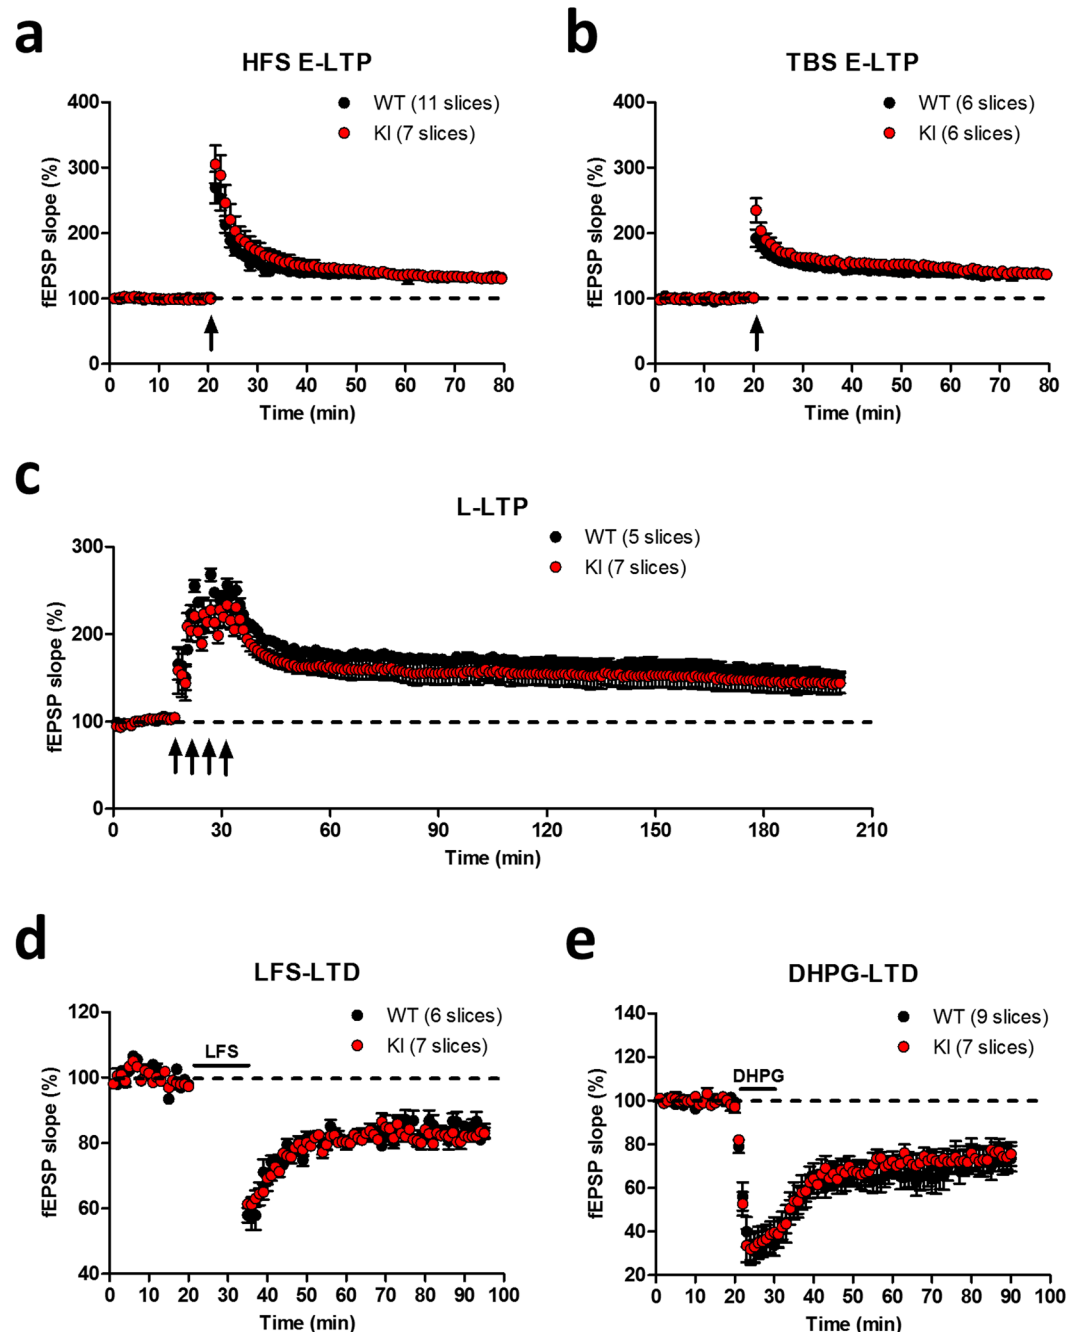 a
HFS E-LTP
WT (11 slices)
KI (7 slices)
fEPSP slope (%)
400
300
200
100
0
0 10 20 30 40 50 60 70 80
Time (min)
b
TBS E-LTP
WT (6 slices)
KI (6 slices)
fEPSP slope (%)
400
300
200
100
0
0 10 20 30 40 50 60 70 80
Time (min)
c
L-LTP
WT (5 slices)
KI (7 slices)
fEPSP slope (%)
300
200
100
0
0 30 60 90 120 150 180 210
Time (min)
d
LFS-LTD
WT (6 slices)
KI (7 slices)
LFS
fEPSP slope (%)
120
100
80
60
40
0 10 20 30 40 50 60 70 80 90 100
Time (min)
e
DHPG-LTD
WT (9 slices)
KI (7 slices)
DHPG
fEPSP slope (%)
140
120
100
80
60
40
20
0 10 20 30 40 50 60 70 80 90 100
Time (min)